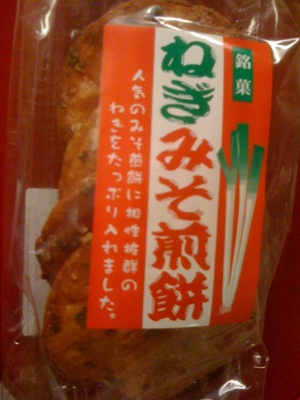 銘菓
ねぎみそ煎餅
人気のみそ煎餅に相性抜群の
ねぎをたっぷり入れました。